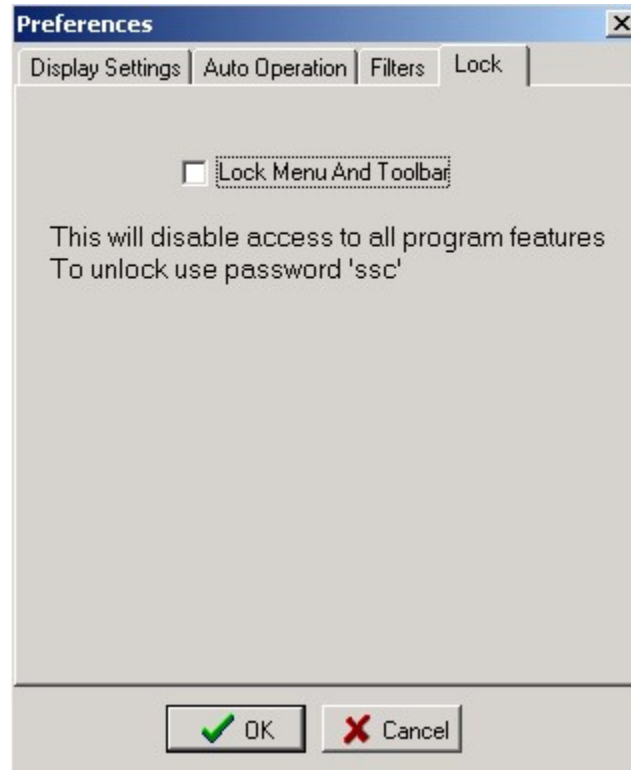 Preferences
Display Settings Auto Operation Filters Lock
Lock Menu And Toolbar
This will disable access to all program features
To unlock use password 'ssc'
OK Cancel